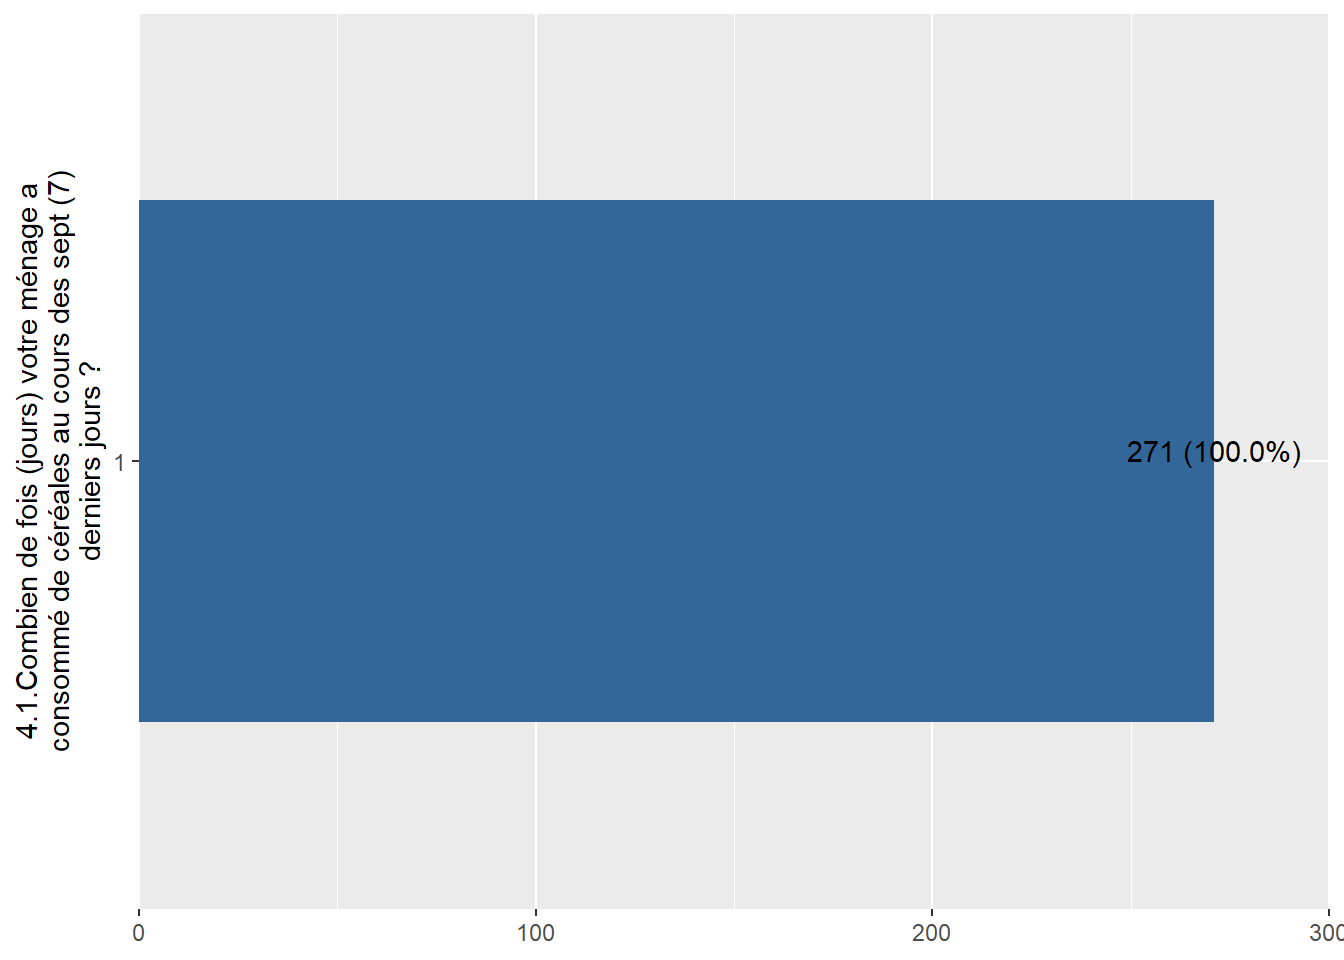 4.1.Combien de fois (jours) votre ménage a
consommé de céréales au cours des sept (7)
derniers jours ?
1
271 (100.0%)
0
100
200
300